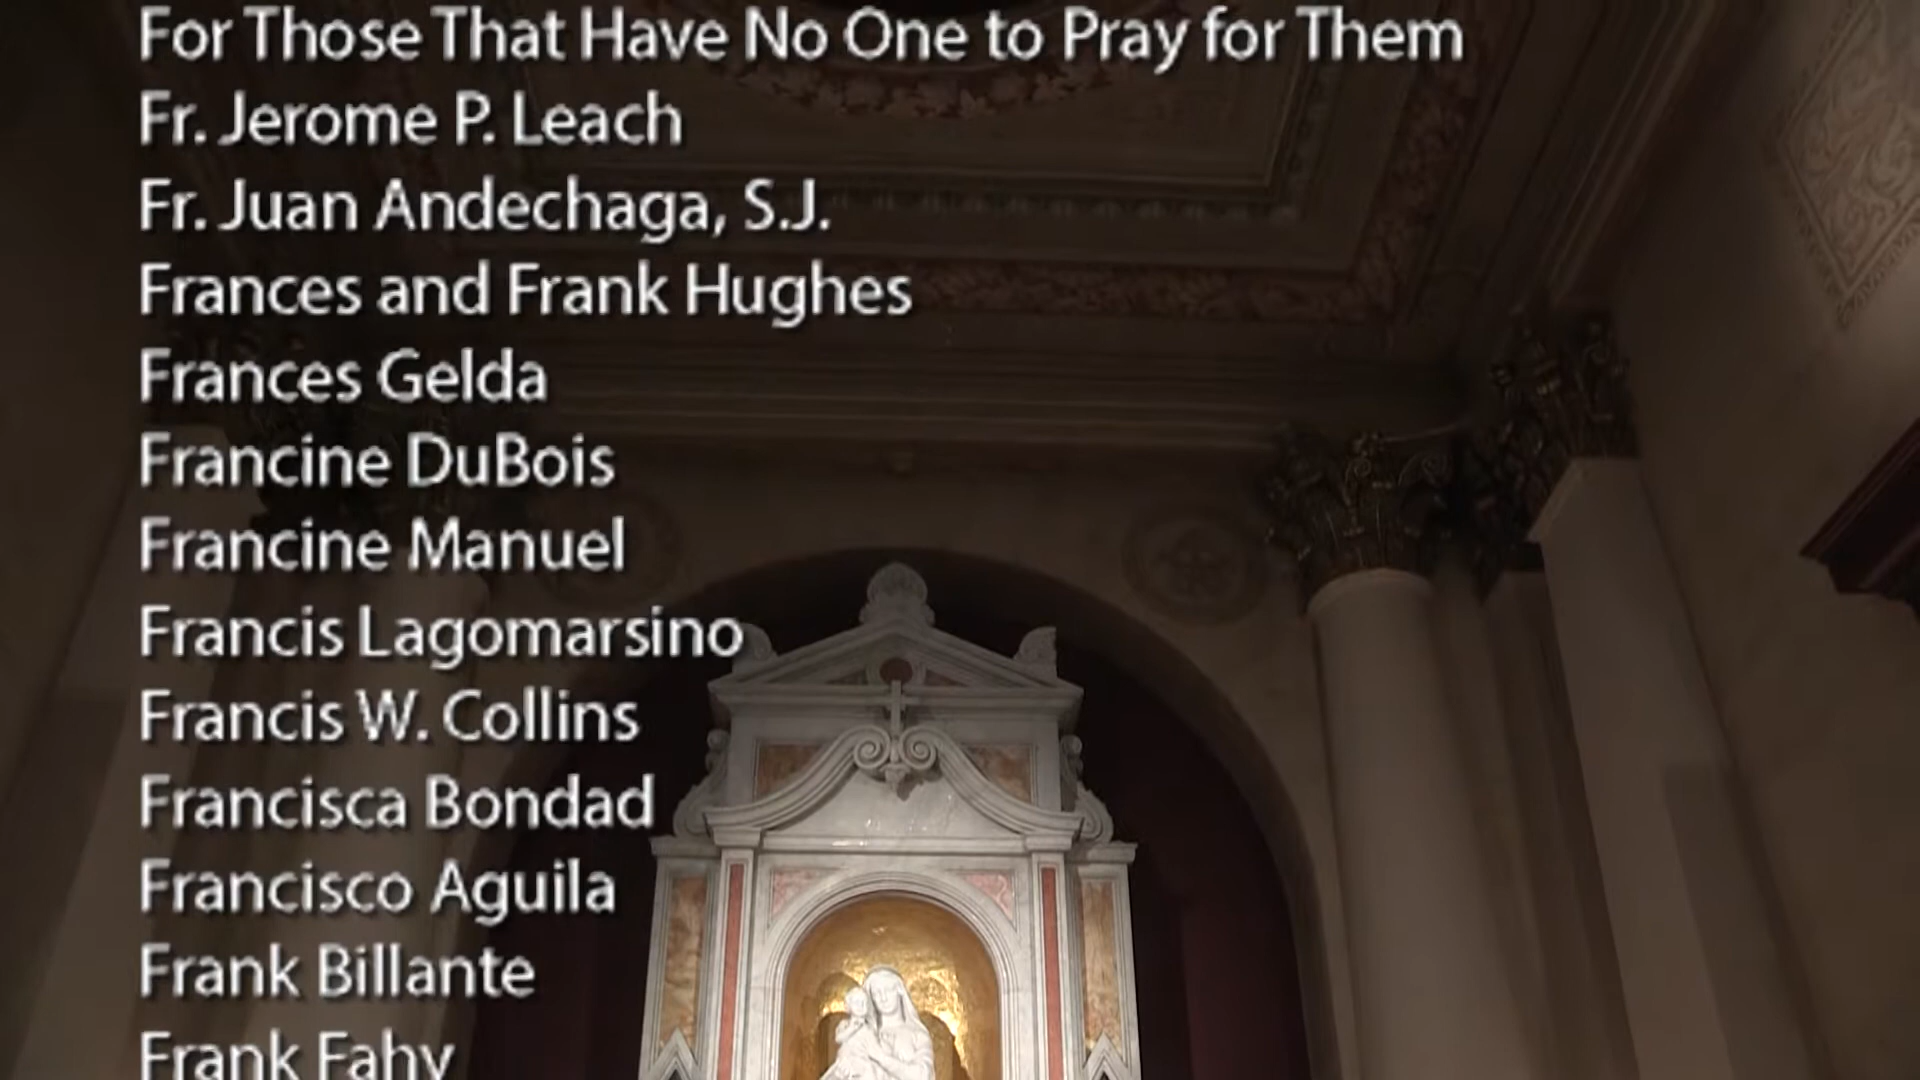 For Those That Have No One to Pray for Them
Fr. Jerome P. Leach
Fr. Juan Andechaga, S.J.
Frances and Frank Hughes
Frances Gelda
Francine DuBois
Francine Manuel
Francis Lagomarsino
Francis W. Collins
Francisca Bondad
Francisco Aguila
Frank Billante
Frank Fahy